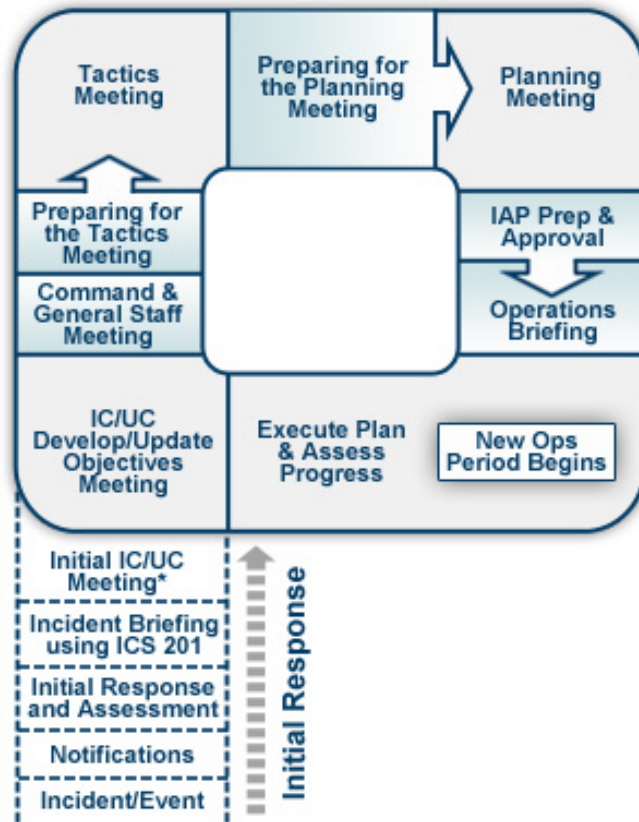 Tactics
Meeting
Preparing for
the Planning
Meeting
Planning
Meeting
Preparing for
the Tactics
Meeting
IAP Prep &
Approval
Command &
General Staff
Meeting
Operations
Briefing
IC/UC
Develop/Update
Objectives
Meeting
Execute Plan
& Assess
Progress
New Ops
Period Begins
Initial IC/UC
Meeting*
Incident Briefing
using ICS 201
Initial Response
and Assessment
Notifications
Incident/Event
Initial Response